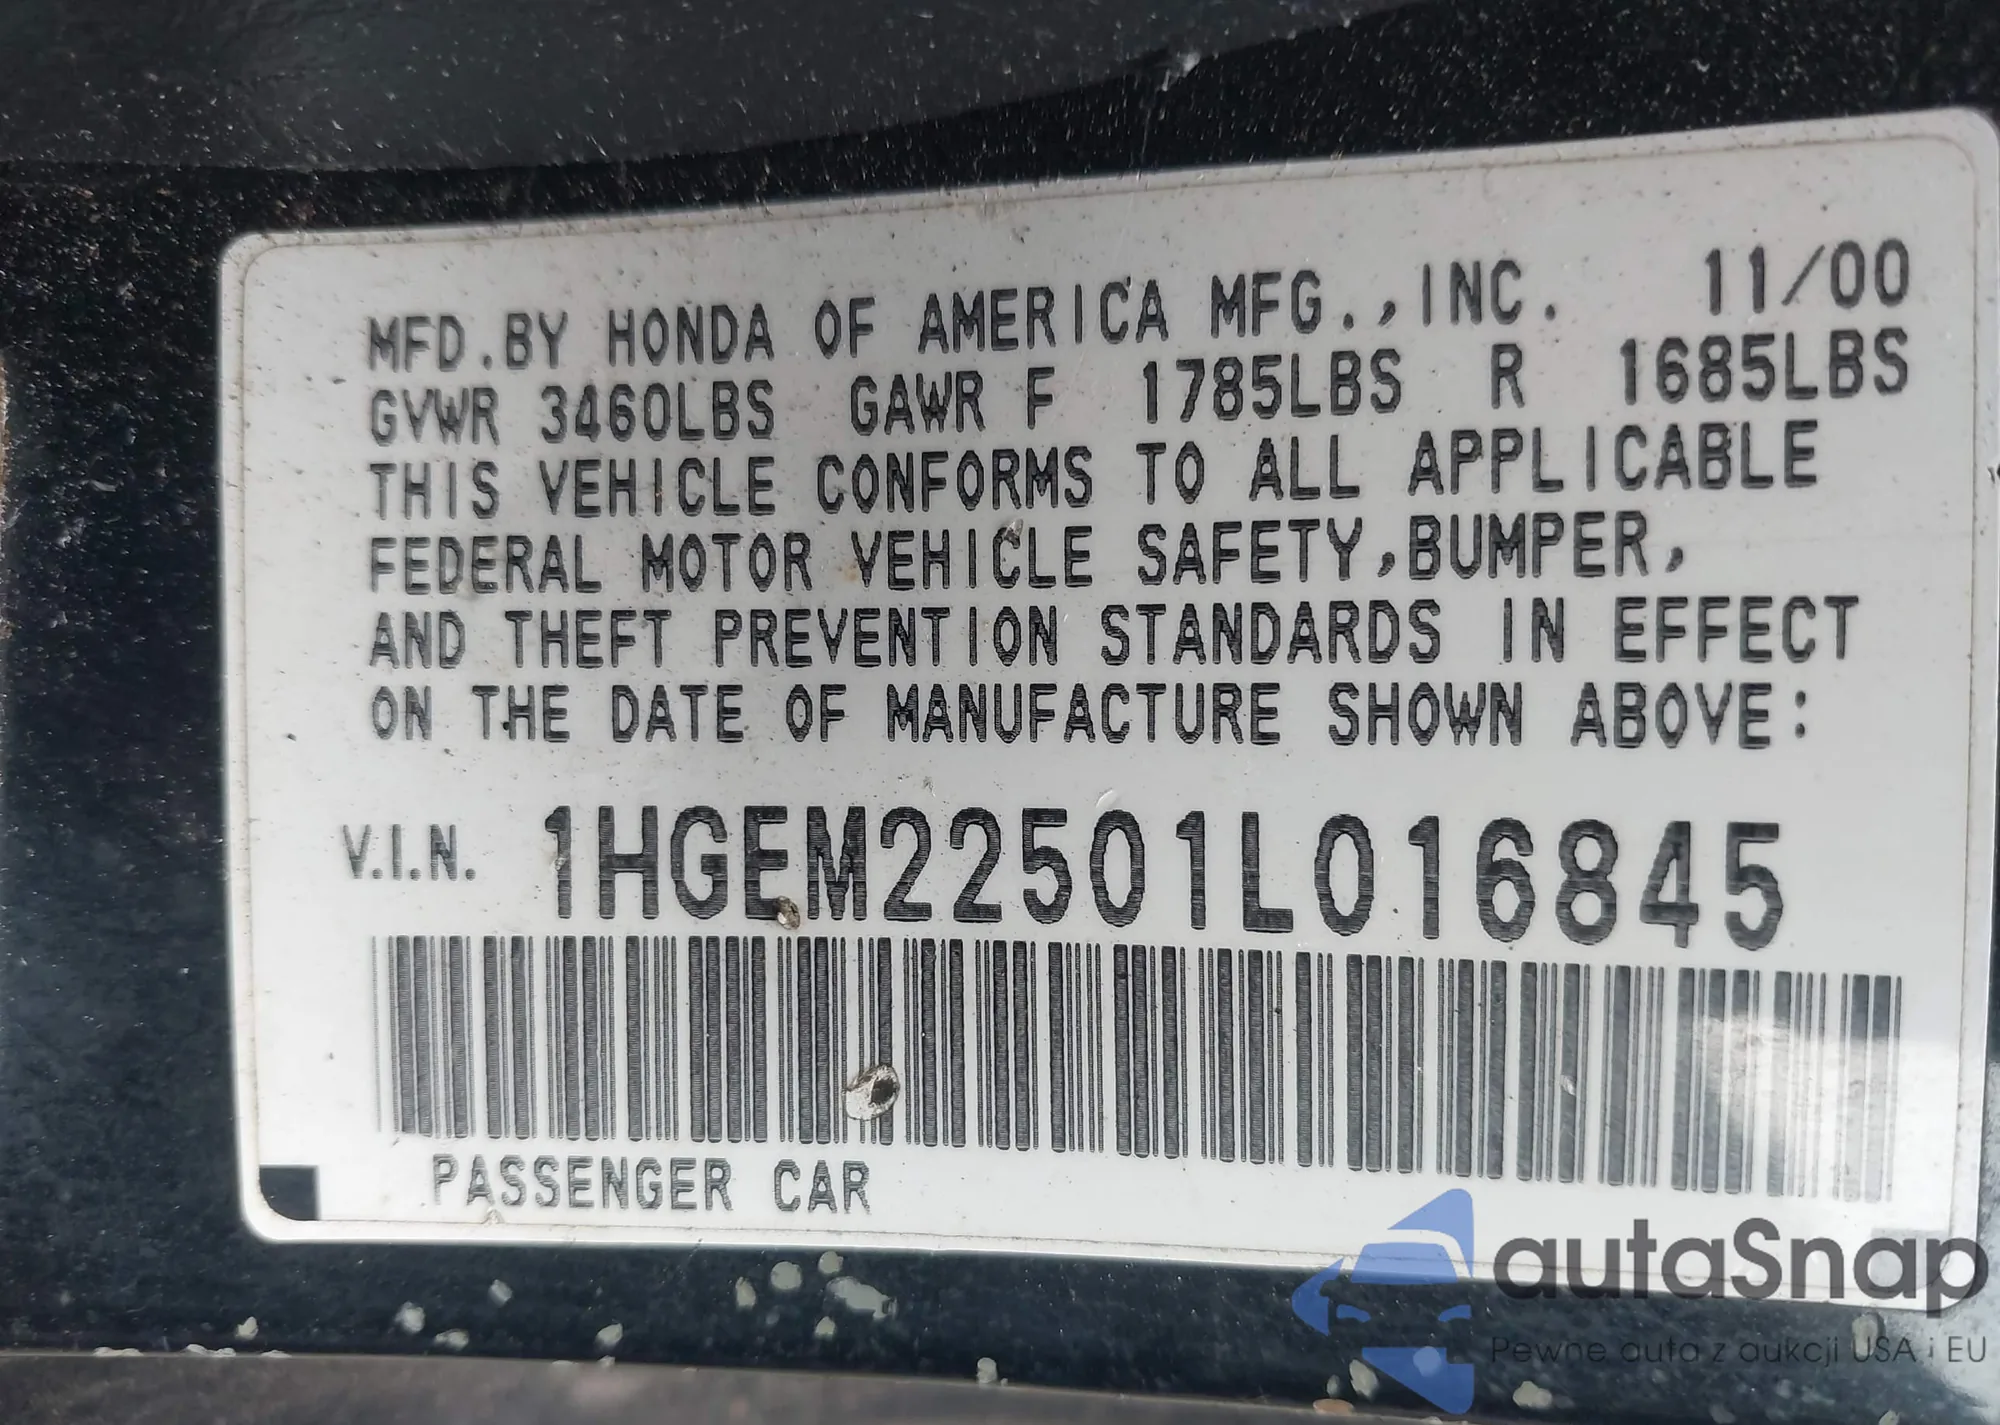 MFD.BY HONDA OF AMERICA MFG.,INC. 11/00
GVWR 3460LBS GAWR F 1785LBS R 1685LBS
THIS VEHICLE CONFORMS TO ALL APPLICABLE
FEDERAL MOTOR VEHICLE SAFETY,BUMPER,
AND THEFT PREVENTION STANDARDS IN EFFECT
ON THE DATE OF MANUFACTURE SHOWN ABOVE:
V.I.N. 1HGEM22501L016845
PASSENGER CAR
autaSnap
Pewne auta z aukcji USA i EU